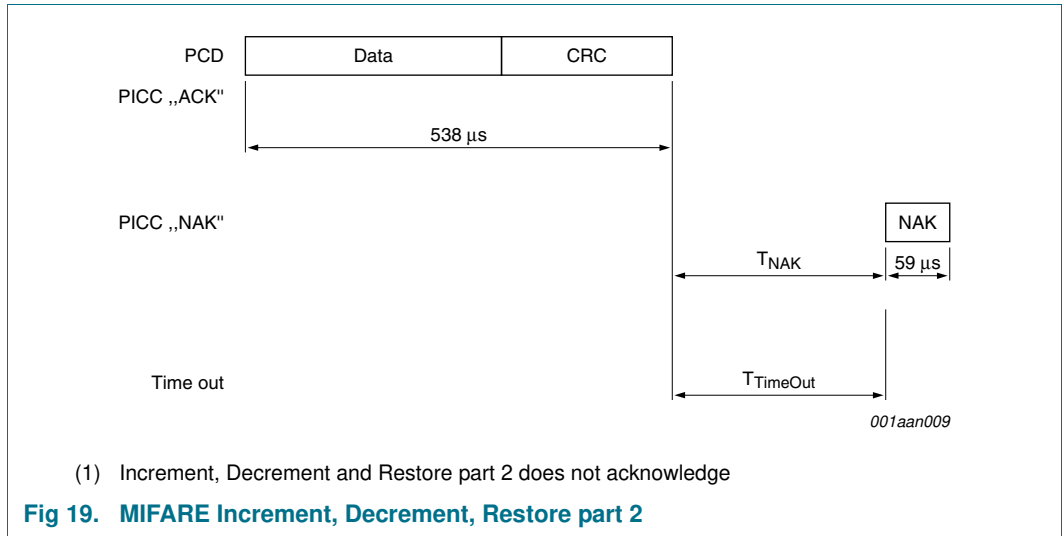 PCD Data CRC
PICC ,,ACK"
538 μs
PICC ,,NAK" NAK
TNAK 59 μs
Time out TTimeOut
001aan009
(1) Increment, Decrement and Restore part 2 does not acknowledge
Fig 19. MIFARE Increment, Decrement, Restore part 2